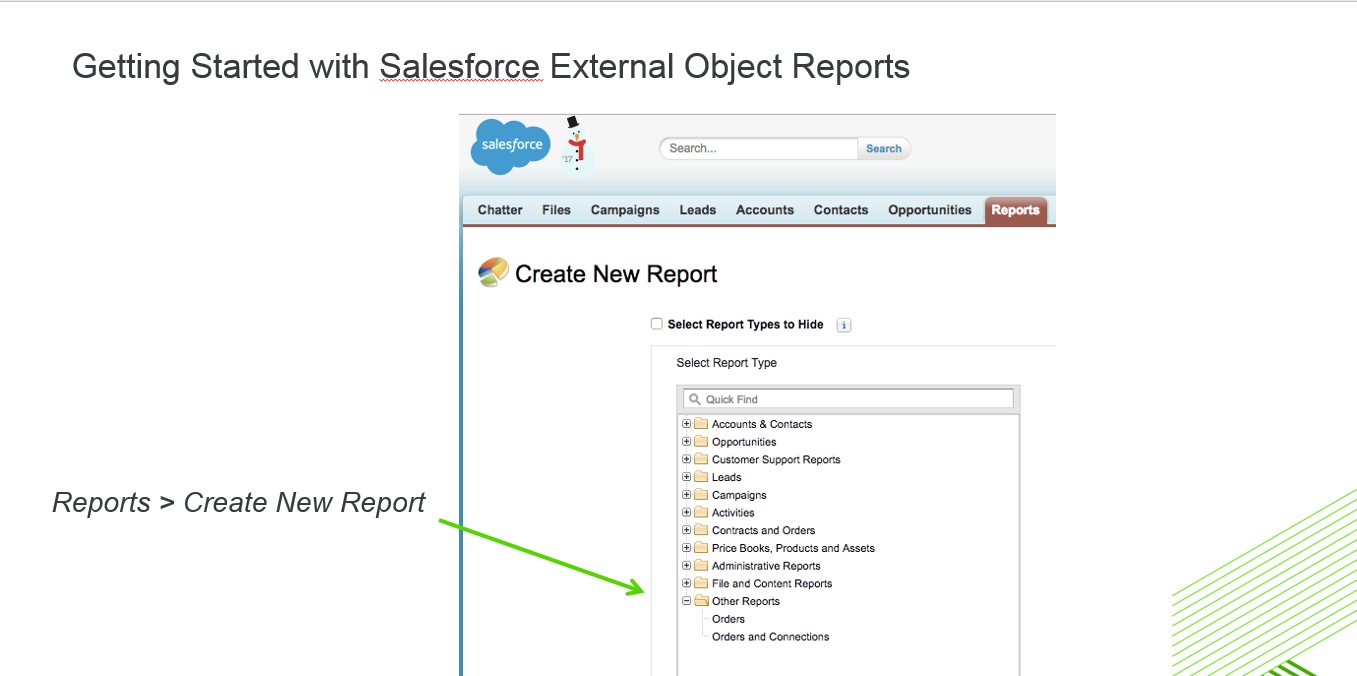 Getting Started with Salesforce External Object Reports
salesforce
'17
Search...
Search
Chatter Files Campaigns Leads Accounts Contacts Opportunities Reports
Create New Report
Select Report Types to Hide
i
Select Report Type
Quick Find
Accounts & Contacts
Opportunities
Customer Support Reports
Leads
Campaigns
Reports > Create New Report
Activities
Contracts and Orders
Price Books, Products and Assets
Administrative Reports
File and Content Reports
Other Reports
Orders
Orders and Connections